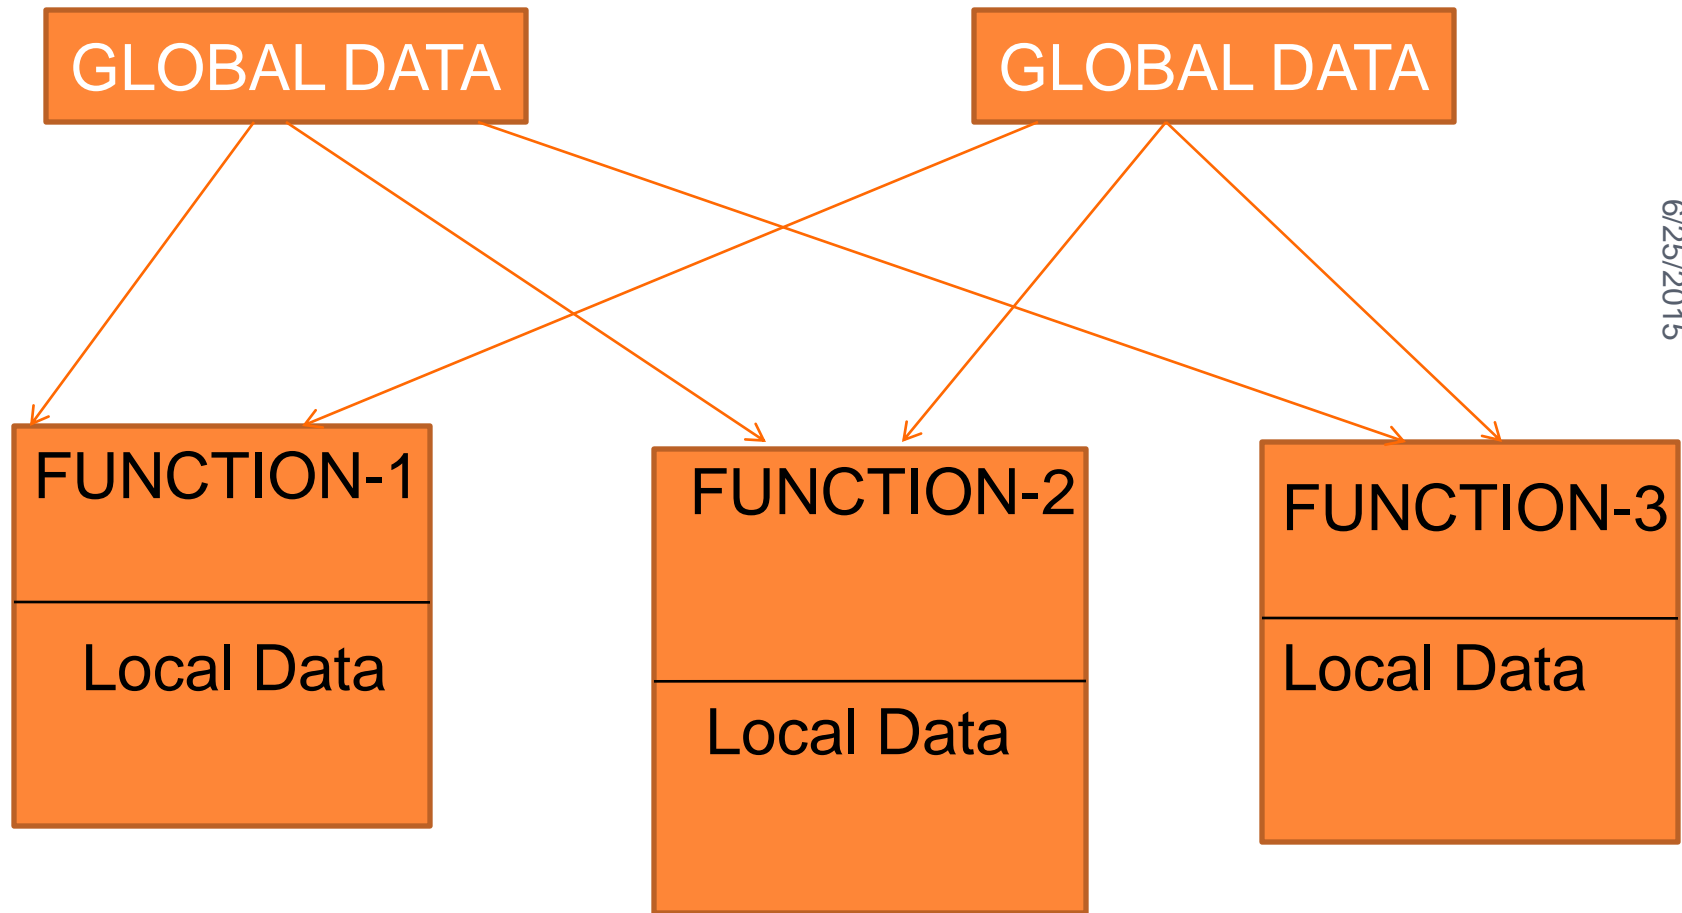 GLOBAL DATA
GLOBAL DATA
6/25/2015
FUNCTION-1
Local Data
FUNCTION-2
Local Data
FUNCTION-3
Local Data